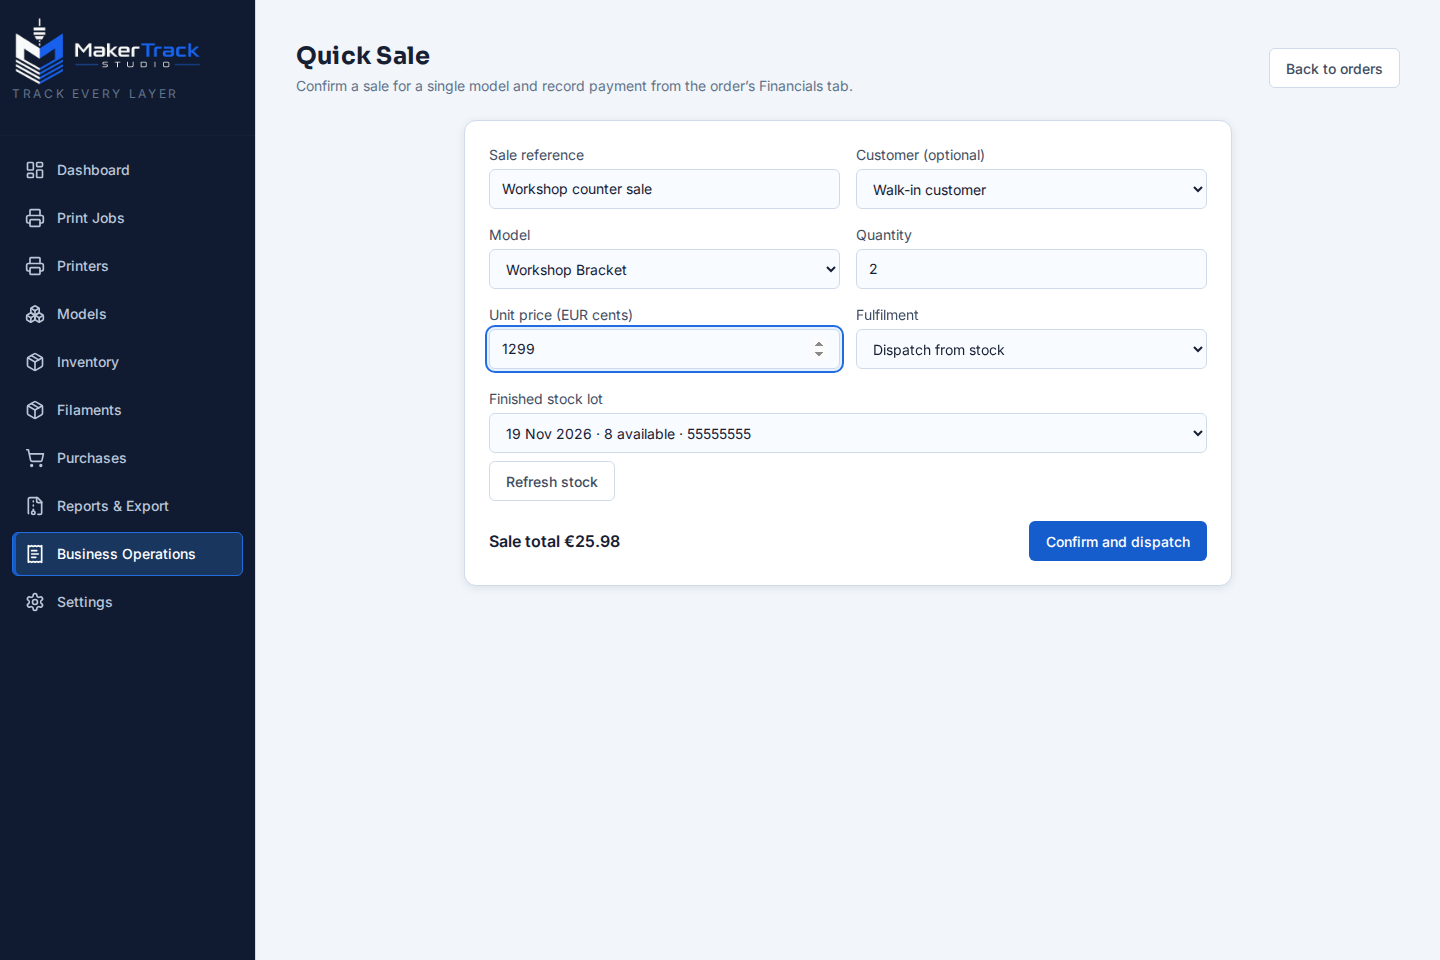 MakerTrack
STUDIO
TRACK EVERY LAYER
Dashboard
Print Jobs
Printers
Models
Inventory
Filaments
Purchases
Reports & Export
Business Operations
Settings
Quick Sale
Confirm a sale for a single model and record payment from the order’s Financials tab.
Back to orders
Sale reference
Workshop counter sale
Customer (optional)
Walk-in customer
Model
Workshop Bracket
Quantity
2
Unit price (EUR cents)
1299
Fulfilment
Dispatch from stock
Finished stock lot
19 Nov 2026 · 8 available · 55555555
Refresh stock
Sale total €25.98
Confirm and dispatch